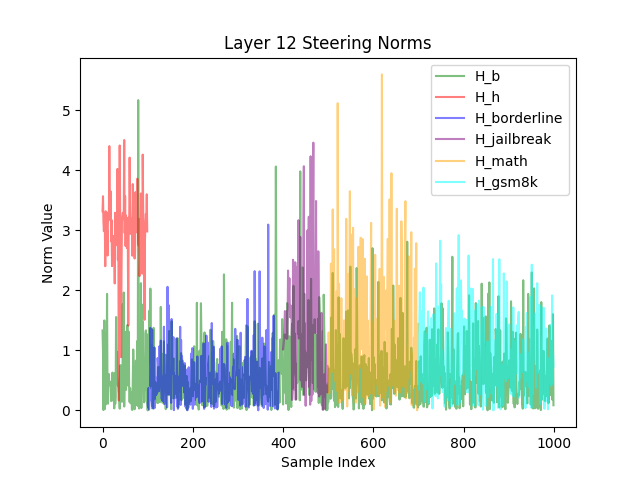 Layer 12 Steering Norms
H_b
H_h
H_borderline
H_jailbreak
H_math
H_gsm8k
Norm Value
5
4
3
2
1
0
0 200 400 600 800 1000
Sample Index